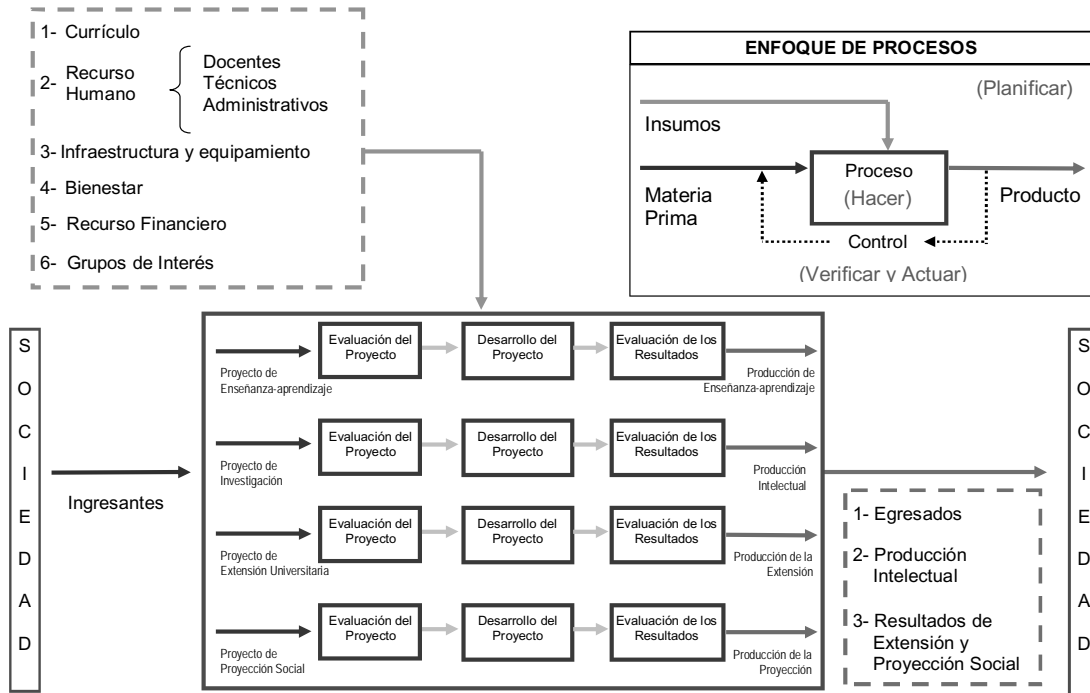 1- Currículo
2- Recurso
Humano
Docentes
Técnicos
Administrativos
3- Infraestructura y equipamiento
4- Bienestar
5- Recurso Financiero
6- Grupos de Interés
ENFOQUE DE PROCESOS
(Planificar)
Insumos
Materia
Prima
Proceso
(Hacer)
Producto
Control
(Verificar y Actuar)
S
O
C
I
E
D
A
D
Ingresantes
Proyecto de
Enseñanza-aprendizaje
Evaluación del
Proyecto
Desarrollo del
Proyecto
Evaluación de los
Resultados
Producción de
Enseñanza-aprendizaje
Proyecto de
Investigación
Evaluación del
Proyecto
Desarrollo del
Proyecto
Evaluación de los
Resultados
Producción
Intelectual
Proyecto de
Extensión Universitaria
Evaluación del
Proyecto
Desarrollo del
Proyecto
Evaluación de los
Resultados
Producción de la
Extensión
Proyecto de
Proyección Social
Evaluación del
Proyecto
Desarrollo del
Proyecto
Evaluación de los
Resultados
Producción de la
Proyección
1- Egresados
2- Producción
Intelectual
3- Resultados de
Extensión y
Proyección Social
S
O
C
I
E
D
A
D